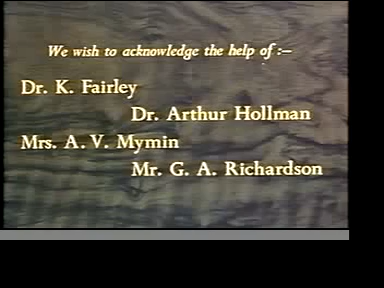 We wish to acknowledge the help of :–
Dr. K. Fairley
Dr. Arthur Hollman
Mrs. A. V. Mymin
Mr. G. A. Richardson